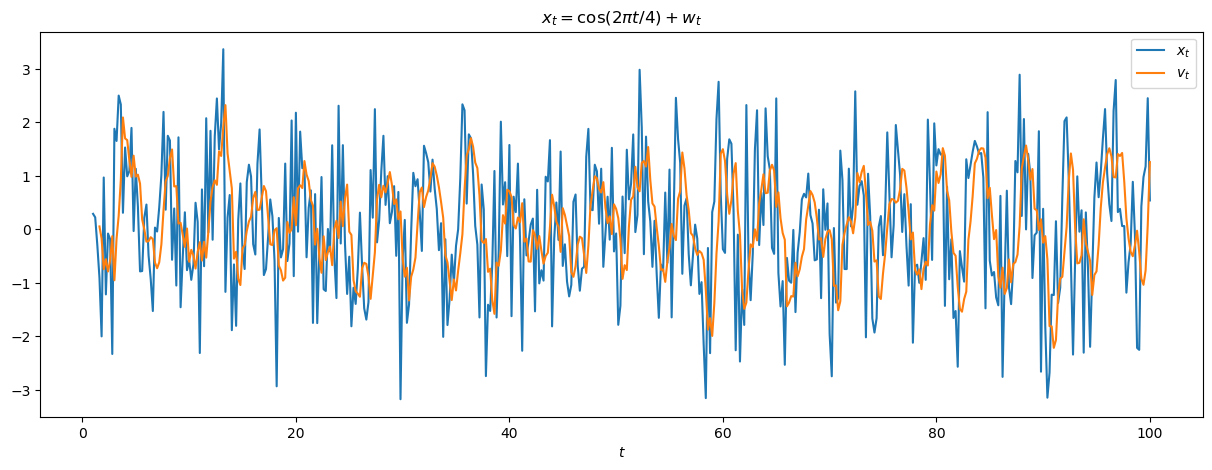 x_t = cos(2πt/4) + w_t
x_t
v_t
3
2
1
0
−1
−2
−3
0 20 40 60 80 100
t